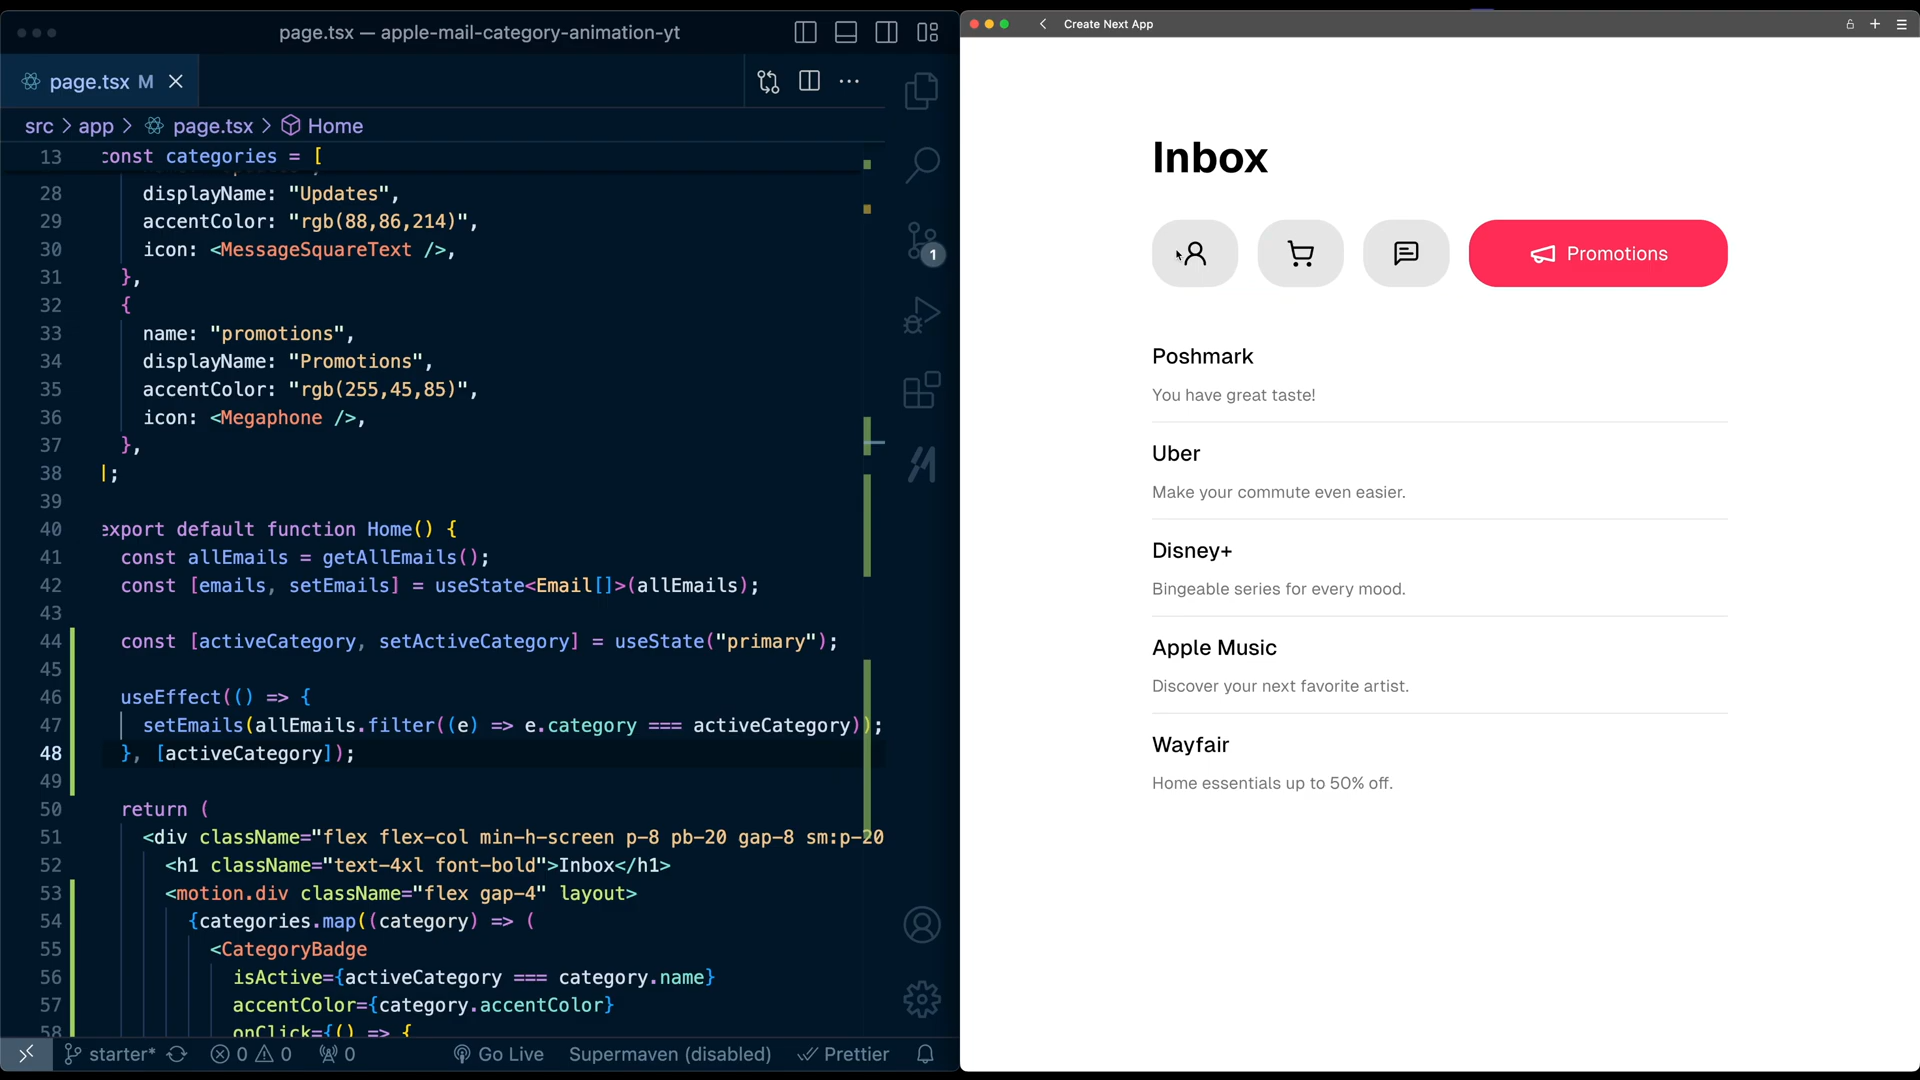 page.tsx — apple-mail-category-animation-yt
page.tsx M
src > app > page.tsx > Home
13 const categories = [
28 displayName: "Updates",
29 accentColor: "rgb(88,86,214)",
30 icon: <MessageSquareText />,
31 },
32 {
33 name: "promotions",
34 displayName: "Promotions",
35 accentColor: "rgb(255,45,85)",
36 icon: <Megaphone />,
37 },
38 ];
39
40 export default function Home() {
41 const allEmails = getAllEmails();
42 const [emails, setEmails] = useState<Email[]>(allEmails);
43
44 const [activeCategory, setActiveCategory] = useState("primary");
45
46 useEffect(() => {
47 setEmails(allEmails.filter((e) => e.category === activeCategory));
48 }, [activeCategory]);
49
50 return (
51 <div className="flex flex-col min-h-screen p-8 pb-20 gap-8 sm:p-20
52 <h1 className="text-4xl font-bold">Inbox</h1>
53 <motion.div className="flex gap-4" layout>
54 {categories.map((category) => (
55 <CategoryBadge
56 isActive={activeCategory === category.name}
57 accentColor={category.accentColor}
58 onClick={() => {
1
starter* 0 0 0 Go Live Supermaven (disabled) Prettier
Create Next App
Inbox
Promotions
Poshmark
You have great taste!
Uber
Make your commute even easier.
Disney+
Bingeable series for every mood.
Apple Music
Discover your next favorite artist.
Wayfair
Home essentials up to 50% off.